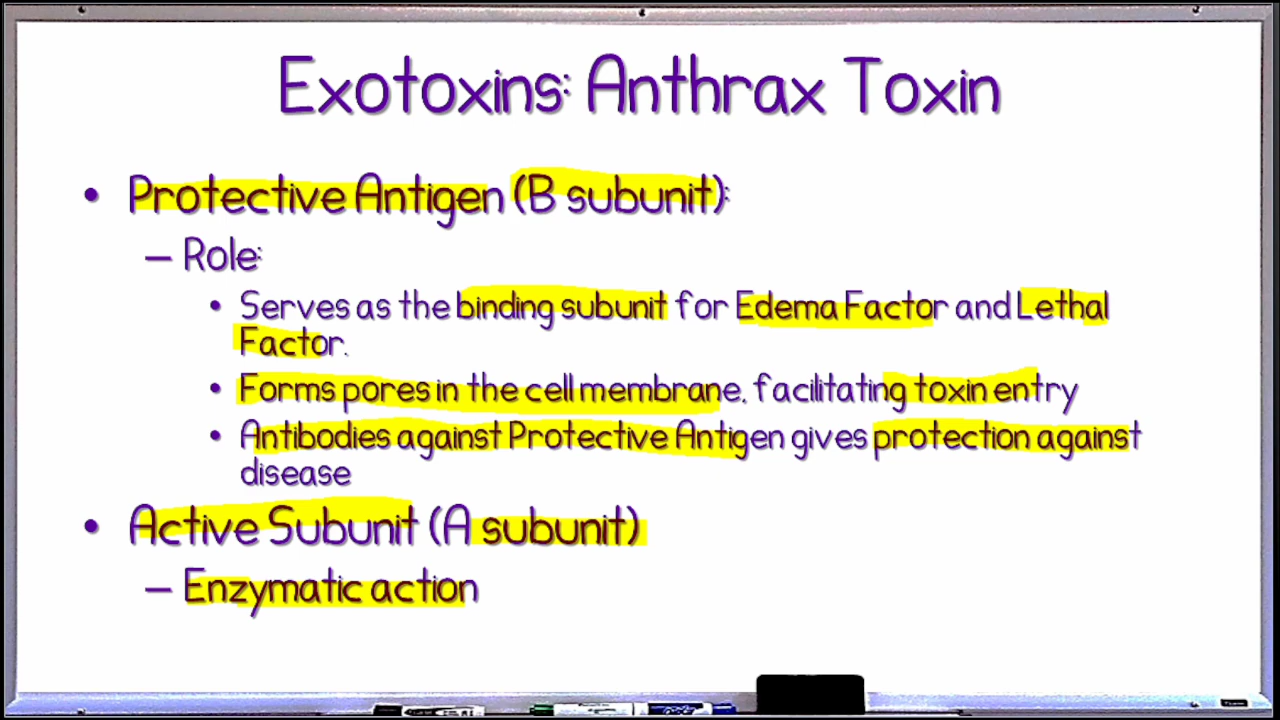 Exotoxins: Anthrax Toxin
• Protective Antigen (B subunit):
– Role:
• Serves as the binding subunit for Edema Factor and Lethal
Factor.
• Forms pores in the cell membrane, facilitating toxin entry
• Antibodies against Protective Antigen gives protection against
disease
• Active Subunit (A subunit)
– Enzymatic action